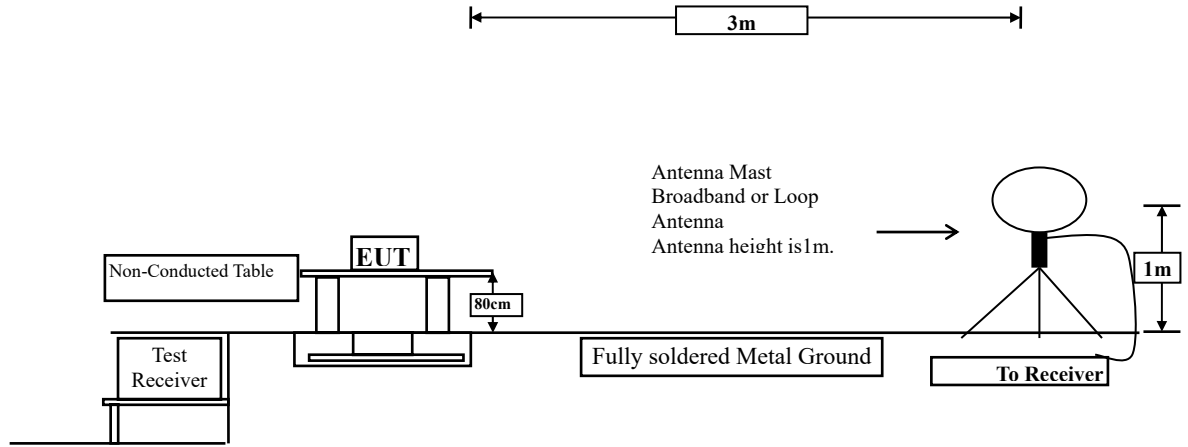 3m
Antenna Mast
Broadband or Loop
Antenna
Antenna height is1m.
EUT
Non-Conducted Table
80cm
1m
Test
Receiver
Fully soldered Metal Ground
To Receiver